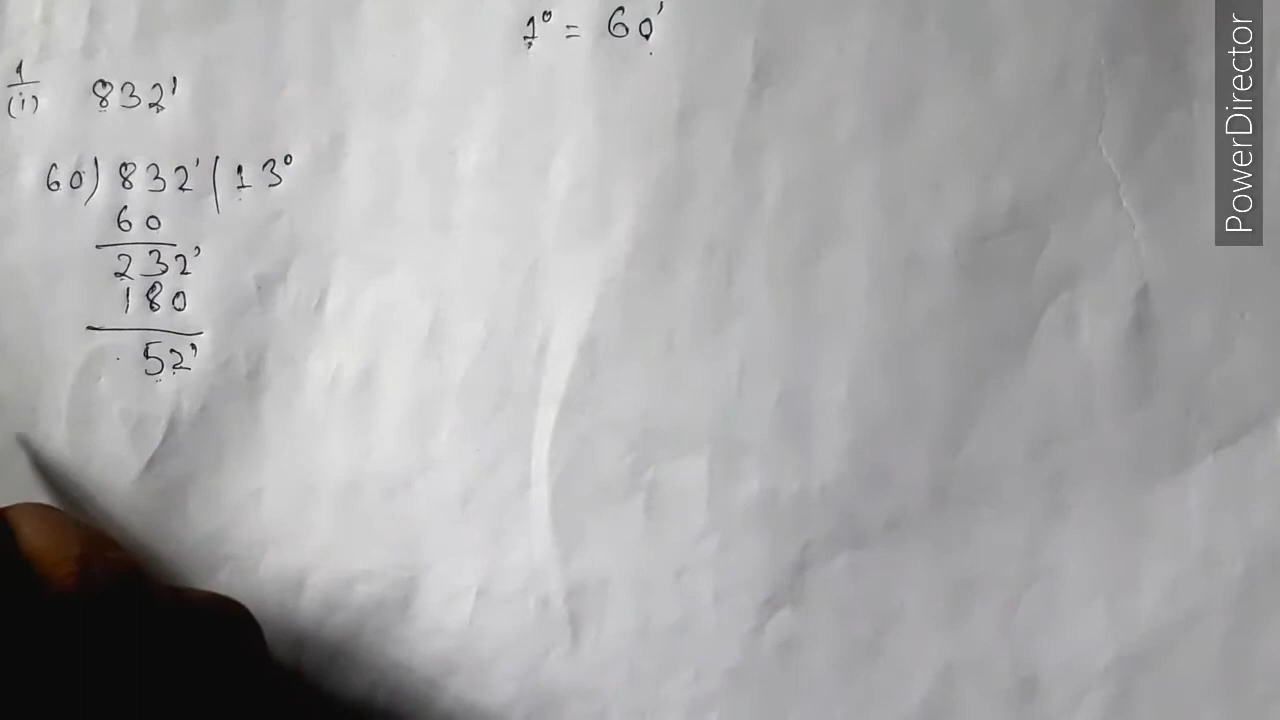 1° = 60'
1
(i) 832'
60) 832' ( 13°
60
232'
180
52'
PowerDirector